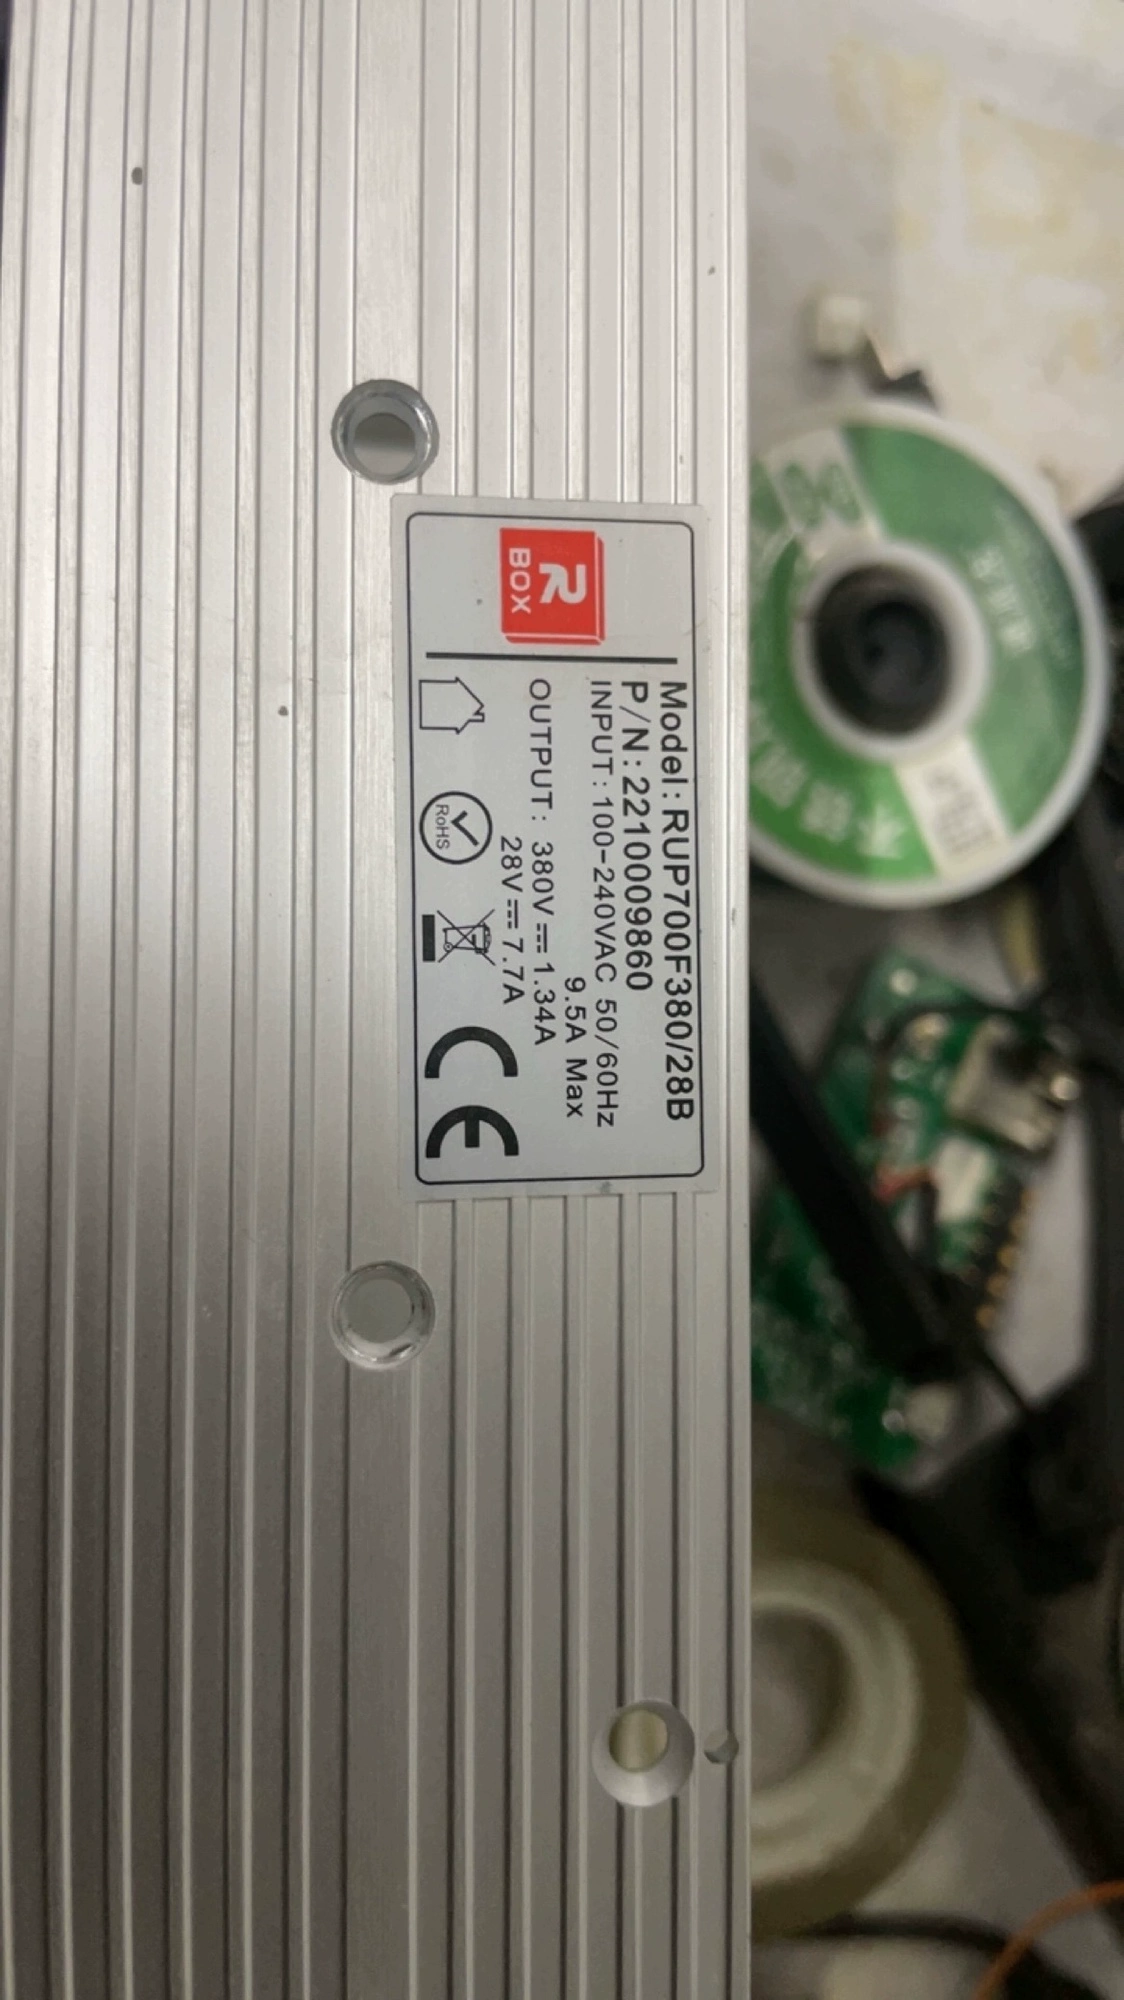 R
BOX
Model:RUP700F380/28B
P/N:2210009860
INPUT:100-240VAC 50/60Hz
9.5A Max
OUTPUT: 380V⎓1.34A
28V⎓7.7A
RoHS
CE